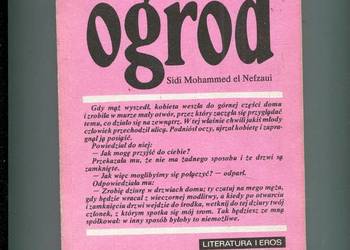 ogród
Sidi Mohammed el Nefzaui
Gdy mąż wyszedł, kobieta weszła do górnej części domu
i zrobiła w murze mały otwór, przez który zaczęła się przyglądać
temu, co działo się na zewnątrz. W tej właśnie chwili jakiś młody
człowiek przechodził ulicą. Podniósł oczy, ujrzał kobietę i zapra-
gnął ją posiąść.
Powiedział do niej:
— Jak mogę przyjść do ciebie?
Przekazała mu, że nie ma żadnego sposobu i że drzwi są
zamknięte.
— Jak więc moglibyśmy się połączyć? — odparł.
Odpowiedziała mu:
— Zrobię dziurę w drzwiach domu; ty czatuj na mego męża,
gdy będzie wracał z wieczornej modlitwy, a kiedy po otwarciu
i zamknięciu drzwi wejdzie do środka, wetknij do tej dziury twój
członek, z którym spotka się mój srom. Tak będziesz ze mną
spółkował: w inny sposób byłoby to niemożliwe.
LITERATURA I EROS